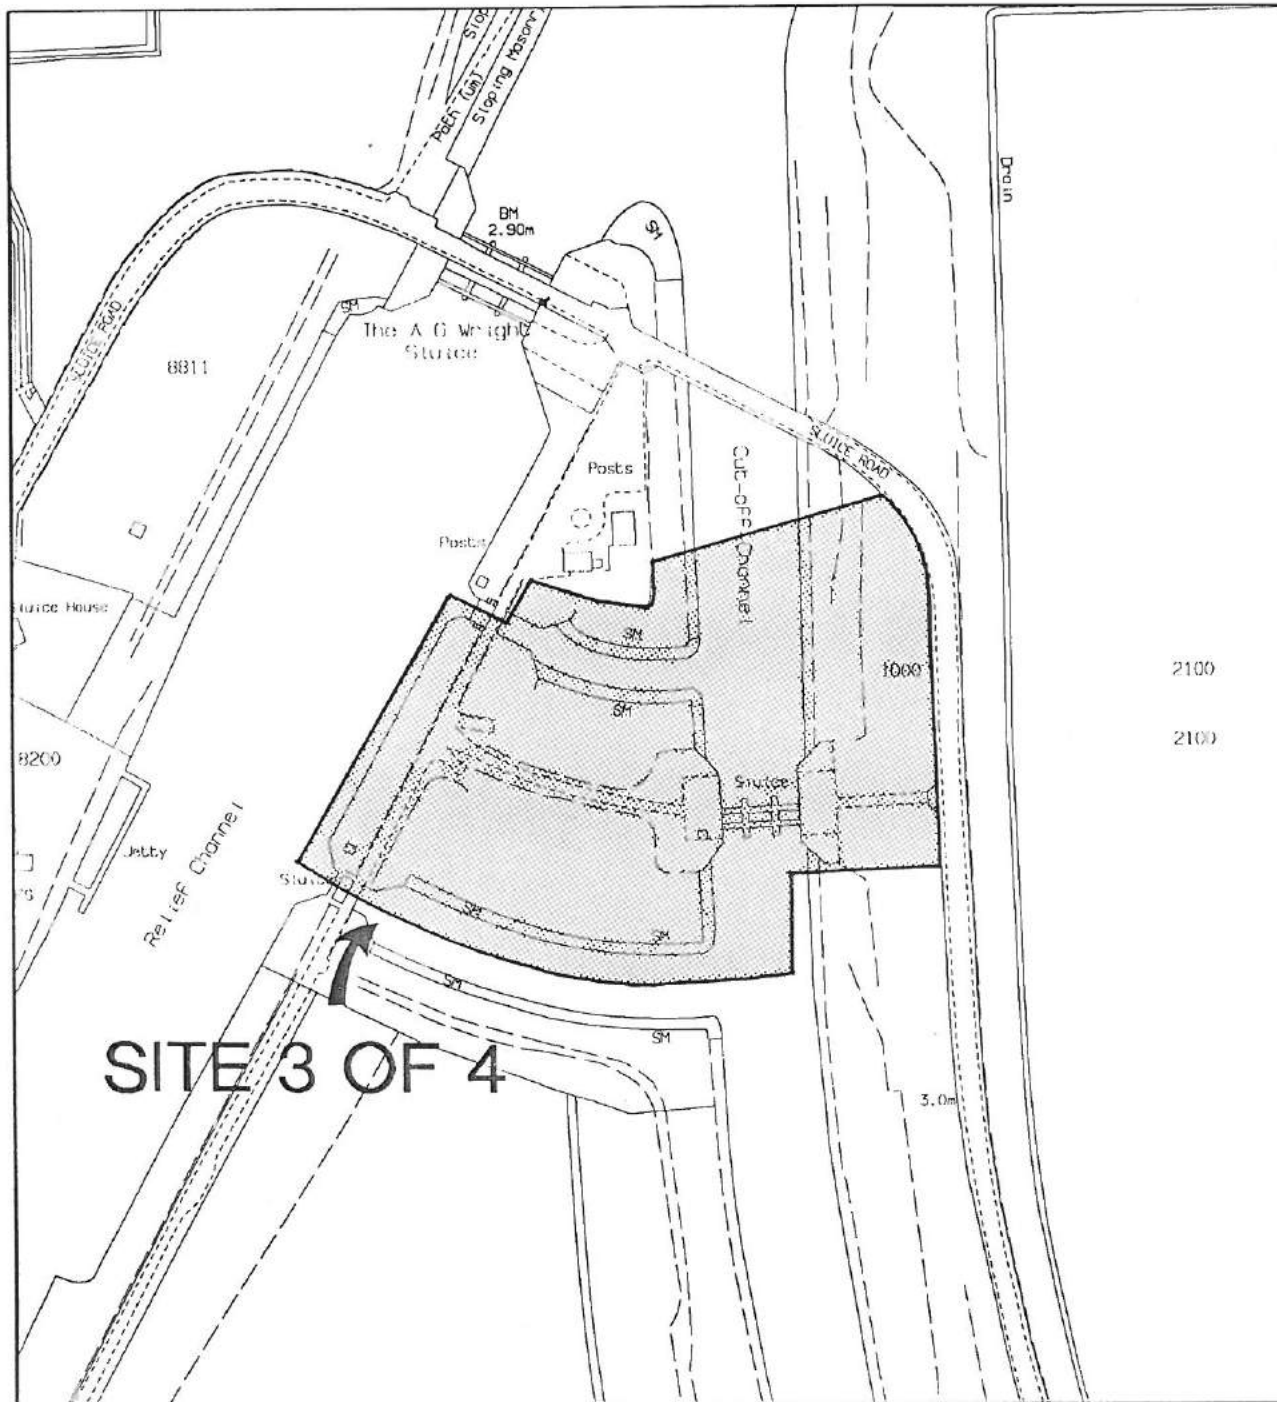 Slop
Sloping Masonry
Path (um)
Drain
BM
2.90m
SM
SM
SLUICE ROAD
The A G Wright
Sluice
8811
SLUICE ROAD
Posts
Cut-off Channel
Posts
Sluice House
SM
1000
2100
SM
2100
8200
Sluice
Jetty
Relief Channel
SM
SM
SM
SITE 3 OF 4
SM
3.0m